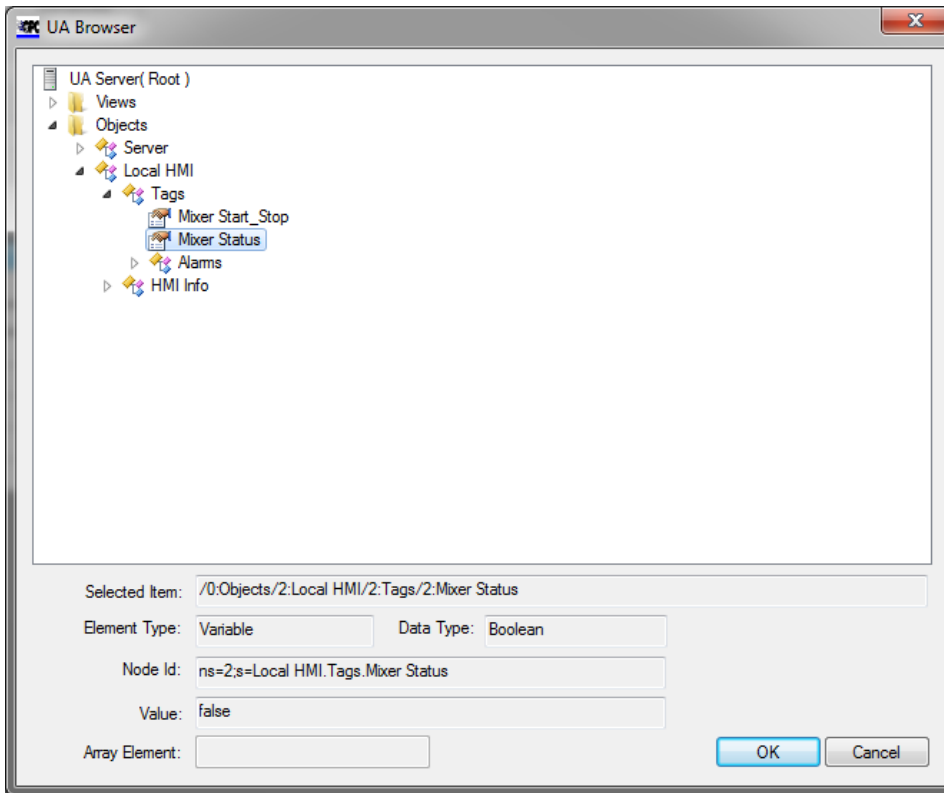 UA Browser
UA Server( Root )
Views
Objects
Server
Local HMI
Tags
Mixer Start_Stop
Mixer Status
Alarms
HMI Info
Selected Item: /0:Objects/2:Local HMI/2:Tags/2:Mixer Status
Element Type: Variable Data Type: Boolean
Node Id: ns=2;s=Local HMI.Tags.Mixer Status
Value: false
Array Element:
OK Cancel